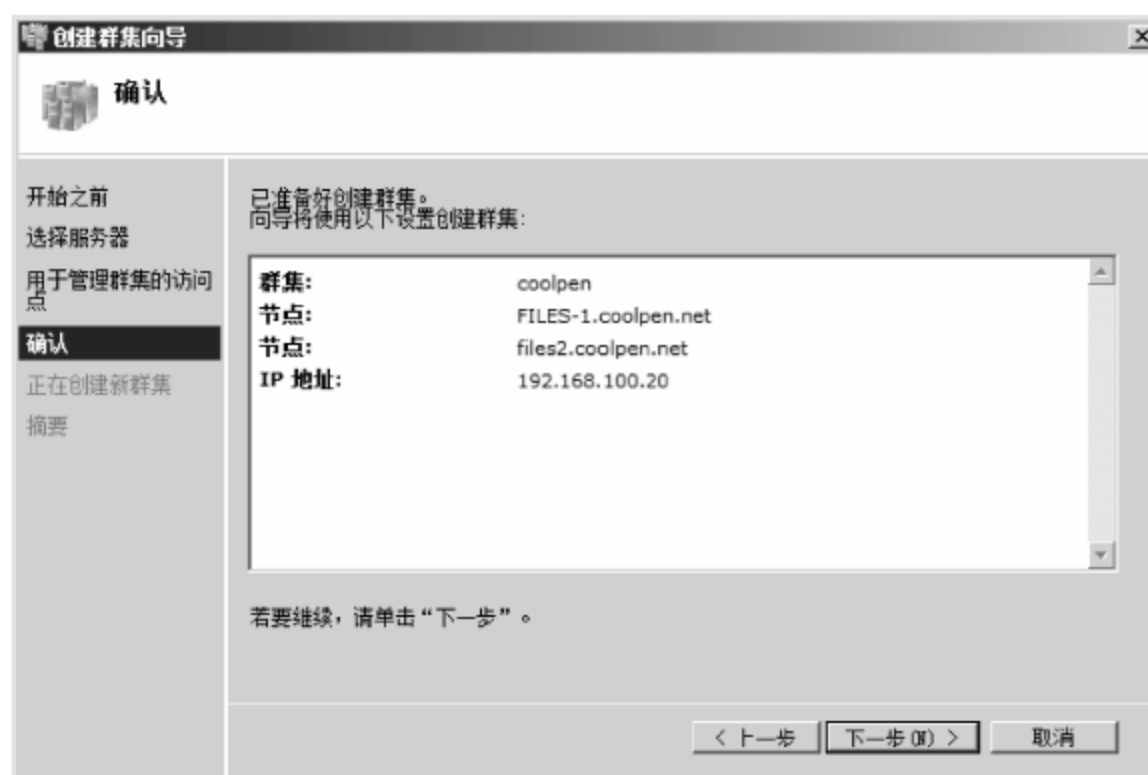 创建群集向导
确认
开始之前
选择服务器
用于管理群集的访问
点
确认
正在创建新群集
摘要
已准备好创建群集。
向导将使用以下设置创建群集:
群集: coolpen
节点: FILES-1.coolpen.net
节点: files2.coolpen.net
IP 地址: 192.168.100.20
若要继续，请单击“下一步”。
< 上一步 下一步(N) > 取消